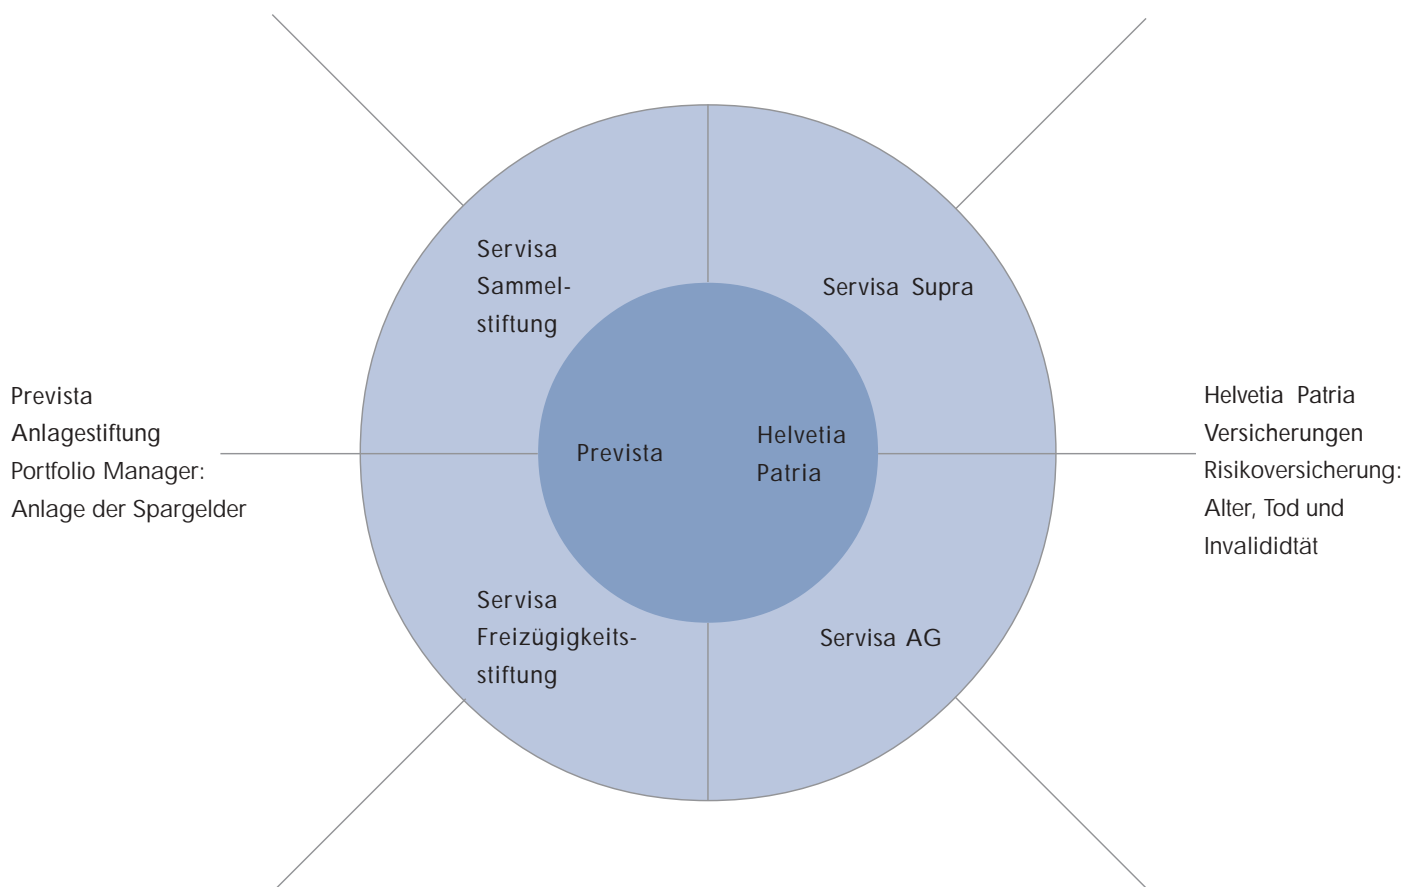 Servisa
Sammel-
stiftung
Servisa Supra
Prevista
Anlagestiftung
Portfolio Manager:
Anlage der Spargelder
Prevista
Helvetia
Patria
Helvetia Patria
Versicherungen
Risikoversicherung:
Alter, Tod und
Invalididtät
Servisa
Freizügigkeits-
stiftung
Servisa AG